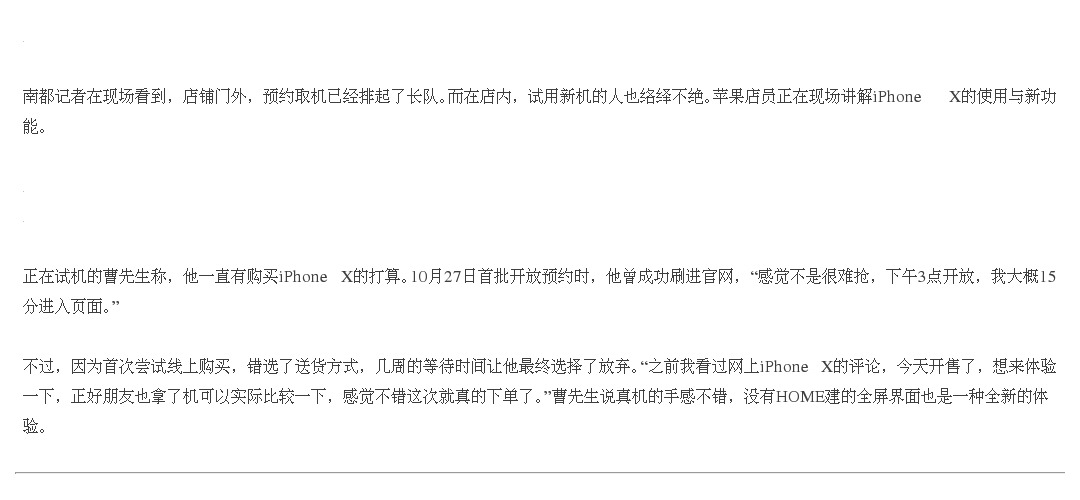 南都记者在现场看到，店铺门外，预约取机已经排起了长队。而在店内，试用新机的人也络绎不绝。苹果店员正在现场讲解iPhone X的使用与新功
能。
正在试机的曹先生称，他一直有购买iPhone X的打算。10月27日首批开放预约时，他曾成功刷进官网，“感觉不是很难抢，下午3点开放，我大概15
分进入页面。”
不过，因为首次尝试线上购买，错选了送货方式，几周的等待时间让他最终选择了放弃。“之前我看过网上iPhone X的评论，今天开售了，想来体验
一下，正好朋友也拿了机可以实际比较一下，感觉不错这次就真的下单了。”曹先生说真机的手感不错，没有HOME建的全屏界面也是一种全新的体
验。